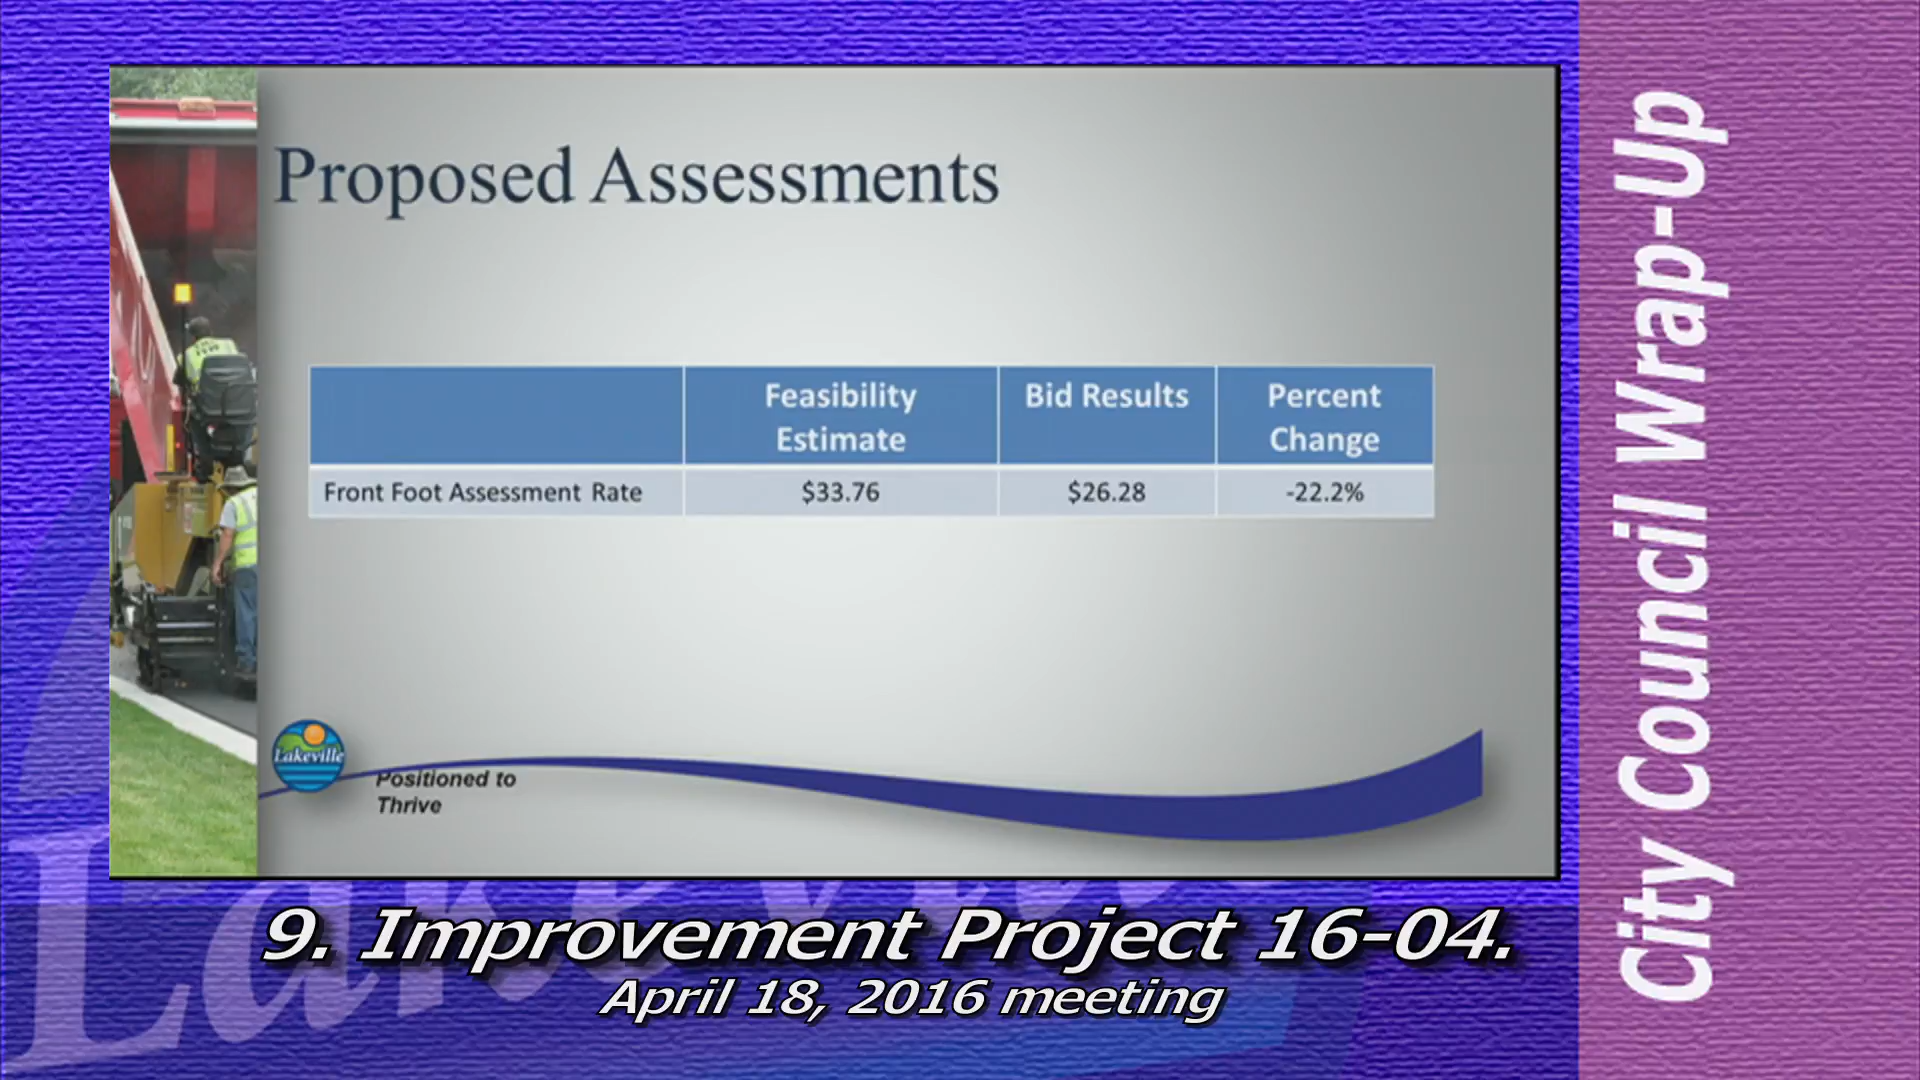 Proposed Assessments
Feasibility
Estimate
Bid Results
Percent
Change
Front Foot Assessment Rate
$33.76
$26.28
-22.2%
Lakeville
Positioned to
Thrive
9. Improvement Project 16-04.
April 18, 2016 meeting
City Council Wrap-Up
Lakeville